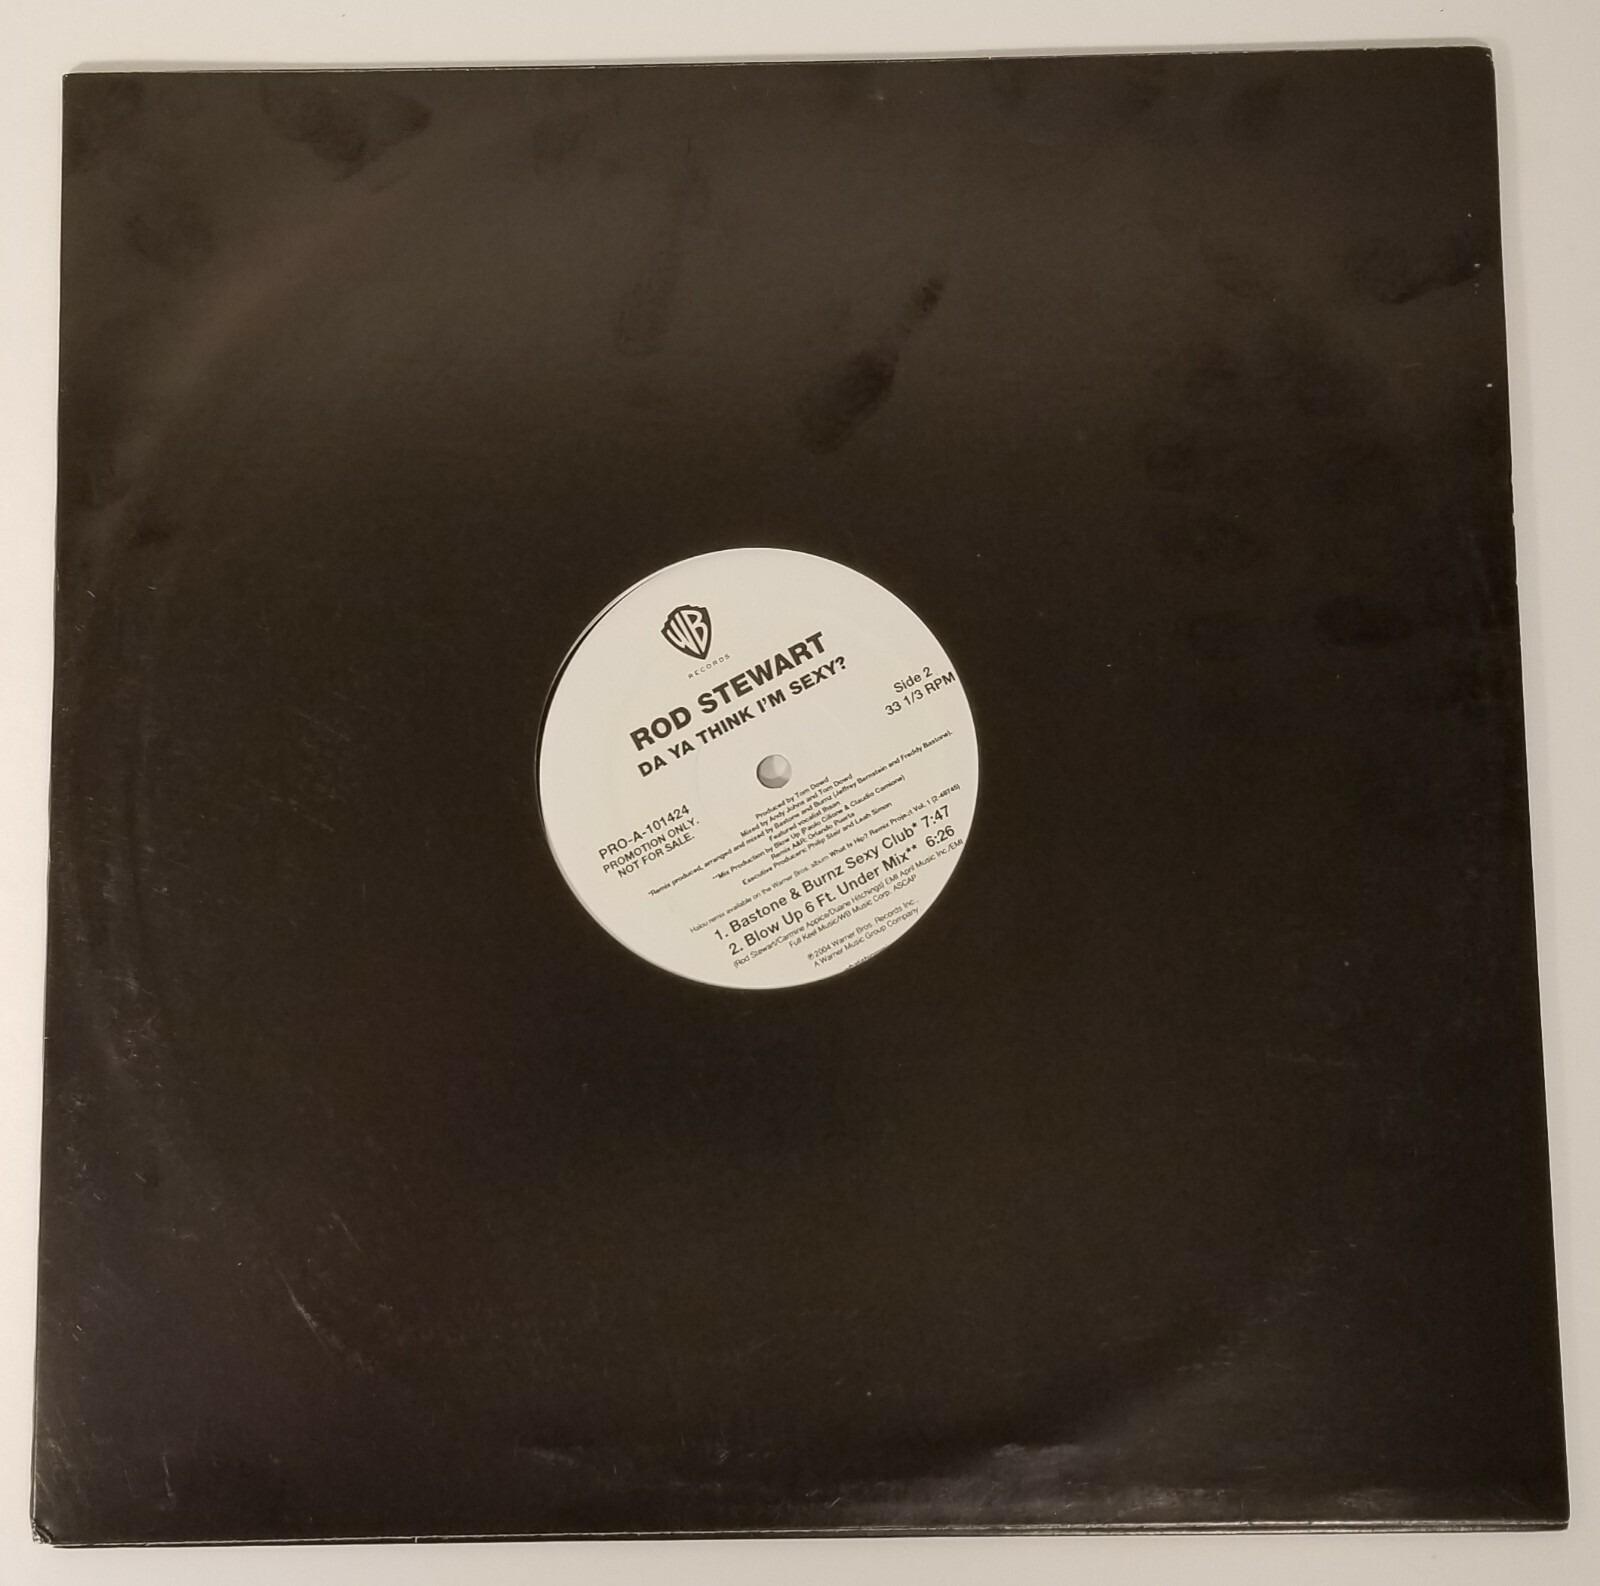 WB
RECORDS
ROD STEWART
DA YA THINK I'M SEXY?
Side 2
33 1/3 RPM
PRO-A-101424
PROMOTION ONLY.
NOT FOR SALE.
Produced by Tom Dowd
Mixed by Andy Johns and Tom Dowd
*Remix produced, arranged and mixed by Bastone and Burnz (Jeffrey Bernstein and Freddy Bastone).
Featured vocalist Ihsan
**Mix Production by Blow Up (Paolo Cilione & Claudio Camione)
Remix A&R: Orlando Puerta
Executive Producers: Philip Steir and Leah Simon
remix available on the Warner Bros. album What Is Hip? Remix Project Vol. 1 (2-48745)
1. Bastone & Burnz Sexy Club* 7:47
2. Blow Up 6 Ft. Under Mix** 6:26
(Rod Stewart/Carmine Appice/Duane Hitchings) EMI April Music Inc./EMI
Full Keel Music/WB Music Corp. ASCAP
℗ 2004 Warner Bros. Records Inc.,
A Warner Music Group Company